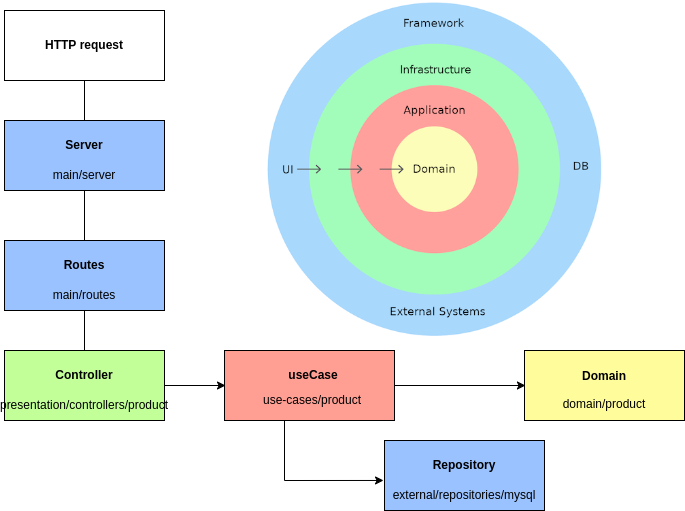 HTTP request
Server
main/server
Routes
main/routes
Controller
presentation/controllers/product
useCase
use-cases/product
Domain
domain/product
Repository
external/repositories/mysql
Framework
Infrastructure
Application
UI
Domain
DB
External Systems